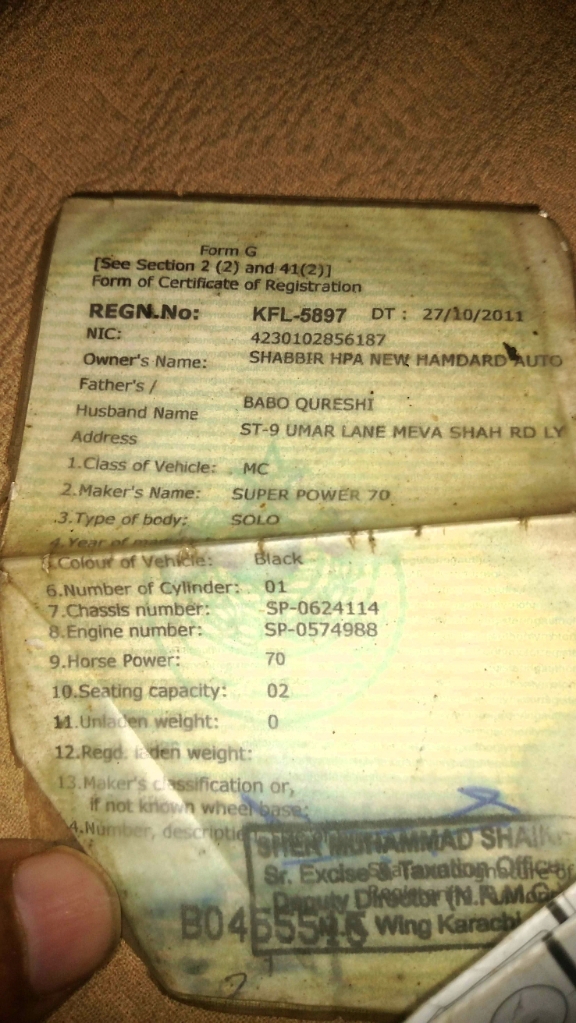 Form G
[See Section 2 (2) and 41(2)]
Form of Certificate of Registration
REGN.No: KFL-5897 DT : 27/10/2011
NIC: 4230102856187
Owner's Name: SHABBIR HPA NEW HAMDARD AUTO
Father's /
Husband Name BABO QURESHI
Address ST-9 UMAR LANE MEVA SHAH RD LY
1.Class of Vehicle: MC
2.Maker's Name: SUPER POWER 70
3.Type of body: SOLO
4.Year of
Colour of Vehicle: Black
6.Number of Cylinder: 01
7.Chassis number: SP-0624114
8.Engine number: SP-0574988
9.Horse Power: 70
10.Seating capacity: 02
11.Unladen weight: 0
12.Regd. laden weight:
13.Maker's classification or,
if not known wheel base:
4.Number,
SHER MUHAMMAD SHAIK
Sr. Excise & Taxation Officer
Deputy Director
Wing Karachi